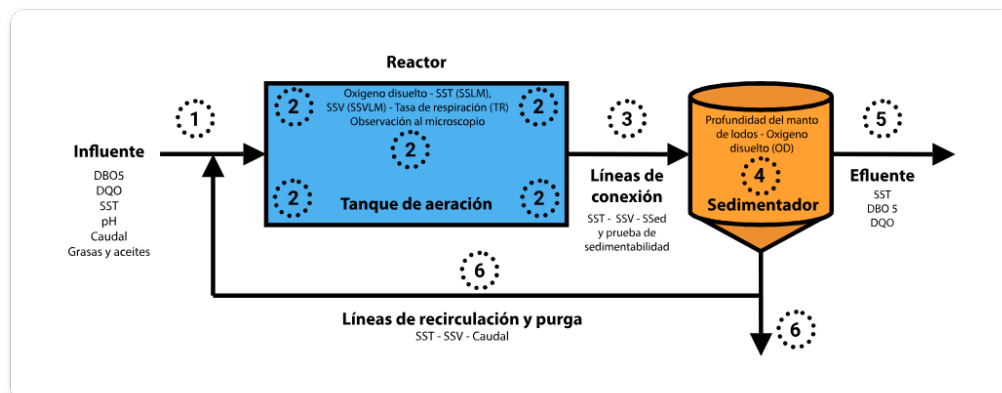 Reactor
Oxigeno disuelto - SST (SSLM),
SSV (SSVLM) - Tasa de respiración (TR)
Observación al microscopio
2
2
2
2
2
Tanque de aeración
1
Influente
DBO5
DQO
SST
pH
Caudal
Grasas y aceites
3
Líneas de
conexión
SST - SSV - SSed
y prueba de
sedimentabilidad
Profundidad del manto
de lodos - Oxigeno
disuelto (OD)
4
Sedimentador
5
Efluente
SST
DBO 5
DQO
6
Líneas de recirculación y purga
SST - SSV - Caudal
6